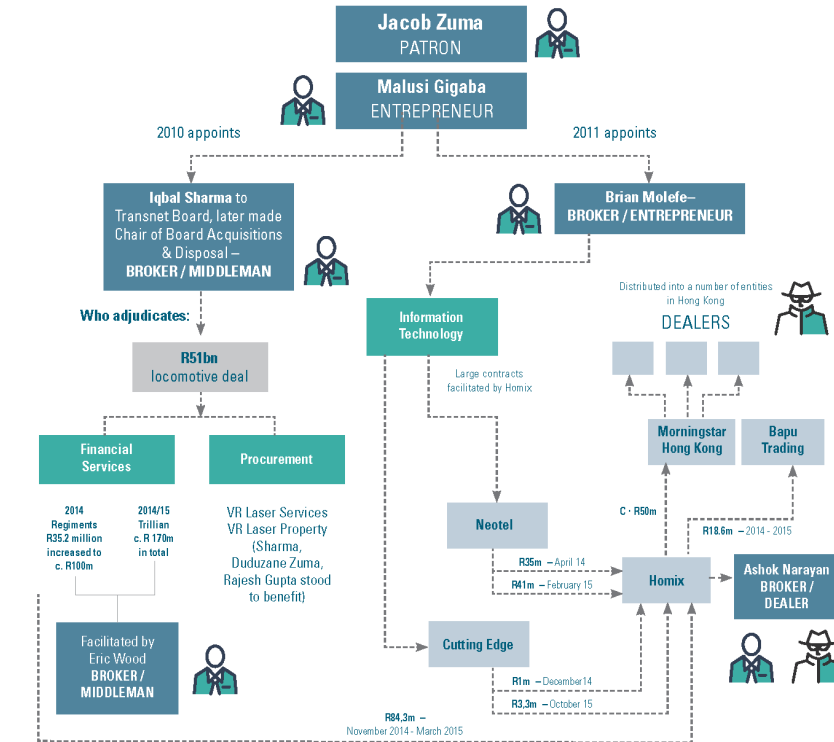 Jacob Zuma
PATRON
Malusi Gigaba
ENTREPRENEUR
2010 appoints
2011 appoints
Iqbal Sharma to
Transnet Board, later made
Chair of Board Acquisitions
& Disposal –
BROKER / MIDDLEMAN
Brian Molefe–
BROKER / ENTREPRENEUR
Who adjudicates:
R51bn
locomotive deal
Financial
Services
Procurement
2014
Regiments
R35.2 million
increased to
c. R100m
2014/15
Trillian
c. R 170m
in total
VR Laser Services
VR Laser Property
(Sharma,
Duduzane Zuma,
Rajesh Gupta stood
to benefit)
Facilitated by
Eric Wood
BROKER /
MIDDLEMAN
Information
Technology
Large contracts
facilitated by Homix
Distributed into a number of entities
in Hong Kong
DEALERS
Morningstar
Hong Kong
Bapu
Trading
C · R50m
R18.6m – 2014 - 2015
Neotel
R35m – April 14
R41m – February 15
Homix
Ashok Narayan
BROKER /
DEALER
Cutting Edge
R1m – December14
R3,3m – October 15
R84,3m –
November 2014 - March 2015